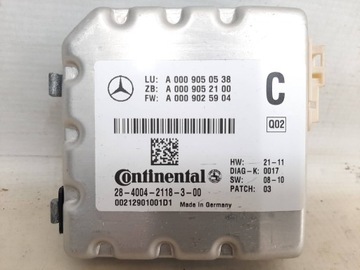 LU: A 000 905 05 38
ZB: A 000 905 21 00
FW: A 000 902 59 04
C
Q02
Continental
28-4004-2118-3-00
00212901001D1 Made in Germany
HW: 21-11
DIAG-K: 0017
SW: 08-10
PATCH: 03